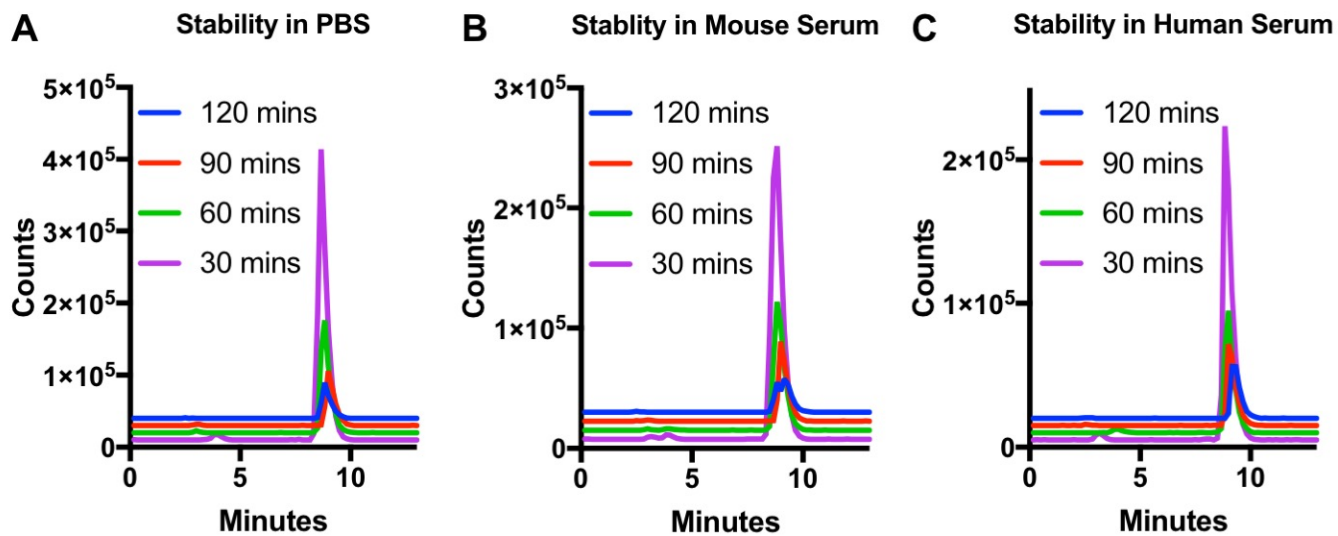 A
Stability in PBS
5×10⁵
4×10⁵
3×10⁵
2×10⁵
1×10⁵
0
Counts
120 mins
90 mins
60 mins
30 mins
0
5
10
Minutes
B
Stablity in Mouse Serum
3×10⁵
2×10⁵
1×10⁵
0
Counts
120 mins
90 mins
60 mins
30 mins
0
5
10
Minutes
C
Stability in Human Serum
2×10⁵
1×10⁵
0
Counts
120 mins
90 mins
60 mins
30 mins
0
5
10
Minutes